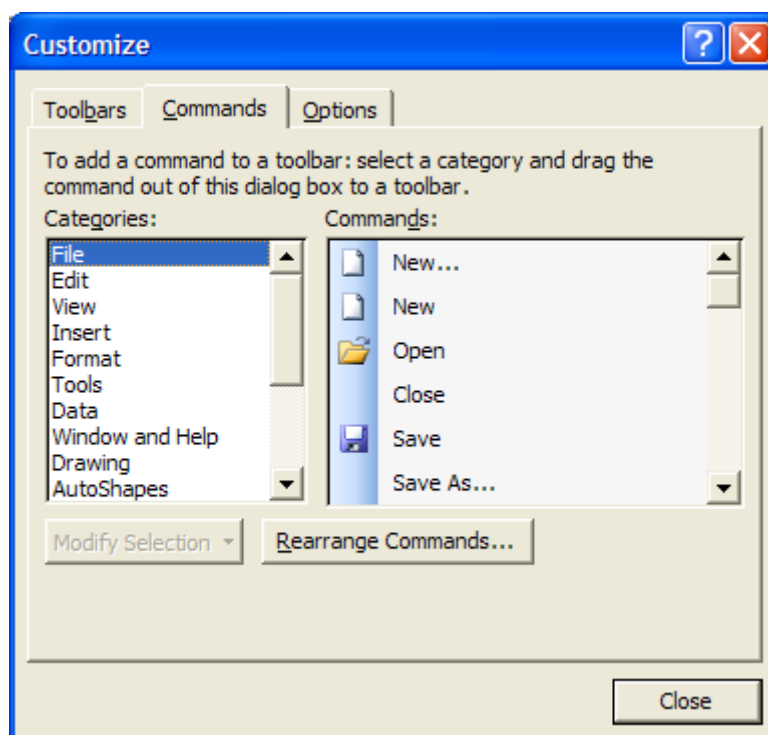 Customize
Toolbars Commands Options
To add a command to a toolbar: select a category and drag the
command out of this dialog box to a toolbar.
Categories: Commands:
File
Edit
View
Insert
Format
Tools
Data
Window and Help
Drawing
AutoShapes
New...
New
Open
Close
Save
Save As...
Modify Selection Rearrange Commands...
Close